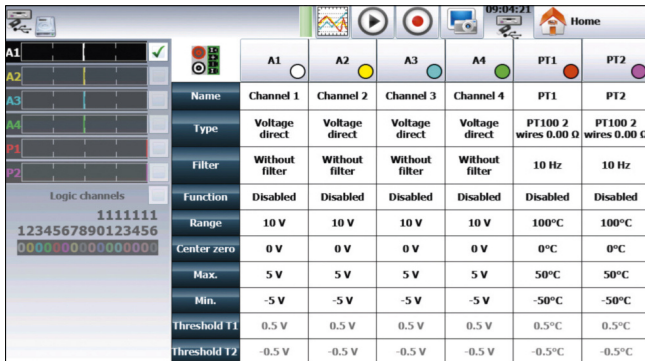 09:04:21
Home
A1
A2
A3
A4
P1
P2
Logic channels
1111111
1234567890123456
0000000000000000
A1 A2 A3 A4 PT1 PT2
Name Channel 1 Channel 2 Channel 3 Channel 4 PT1 PT2
Type Voltage direct Voltage direct Voltage direct Voltage direct PT100 2 wires 0.00 Ω PT100 2 wires 0.00 Ω
Filter Without filter Without filter Without filter Without filter 10 Hz 10 Hz
Function Disabled Disabled Disabled Disabled Disabled Disabled
Range 10 V 10 V 10 V 10 V 100°C 100°C
Center zero 0 V 0 V 0 V 0 V 0°C 0°C
Max. 5 V 5 V 5 V 5 V 50°C 50°C
Min. -5 V -5 V -5 V -5 V -50°C -50°C
Threshold T1 0.5 V 0.5 V 0.5 V 0.5 V 0.5°C 0.5°C
Threshold T2 -0.5 V -0.5 V -0.5 V -0.5 V -0.5°C -0.5°C